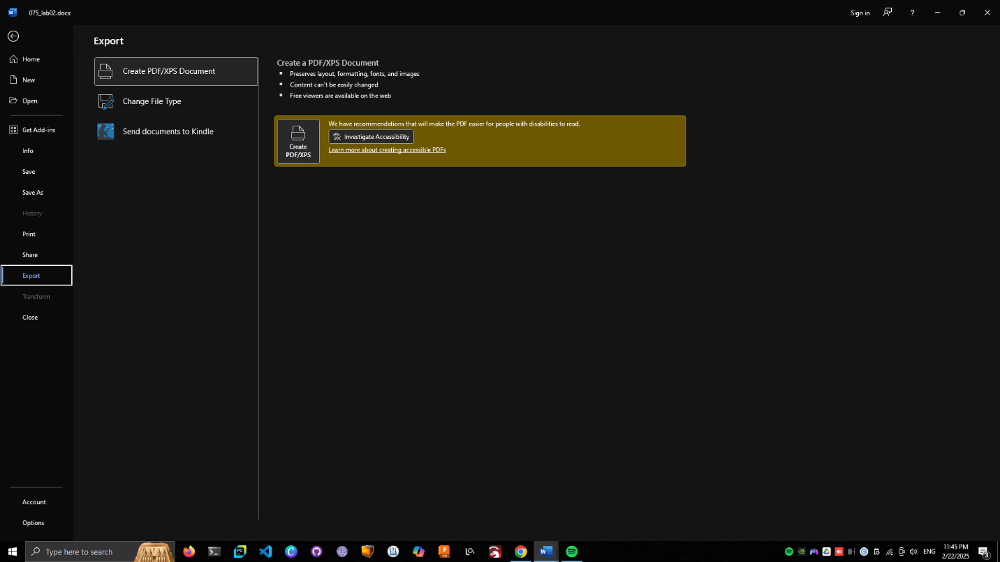 075_lab02.docx
Sign in
?
Export
Home
New
Open
Get Add-ins
Info
Save
Save As
History
Print
Share
Export
Transform
Close
Account
Options
Create PDF/XPS Document
Change File Type
Send documents to Kindle
Create a PDF/XPS Document
Preserves layout, formatting, fonts, and images
Content can't be easily changed
Free viewers are available on the web
Create
PDF/XPS
We have recommendations that will make the PDF easier for people with disabilities to read.
Investigate Accessibility
Learn more about creating accessible PDFs
Type here to search
ENG
11:45 PM
2/22/2025
3